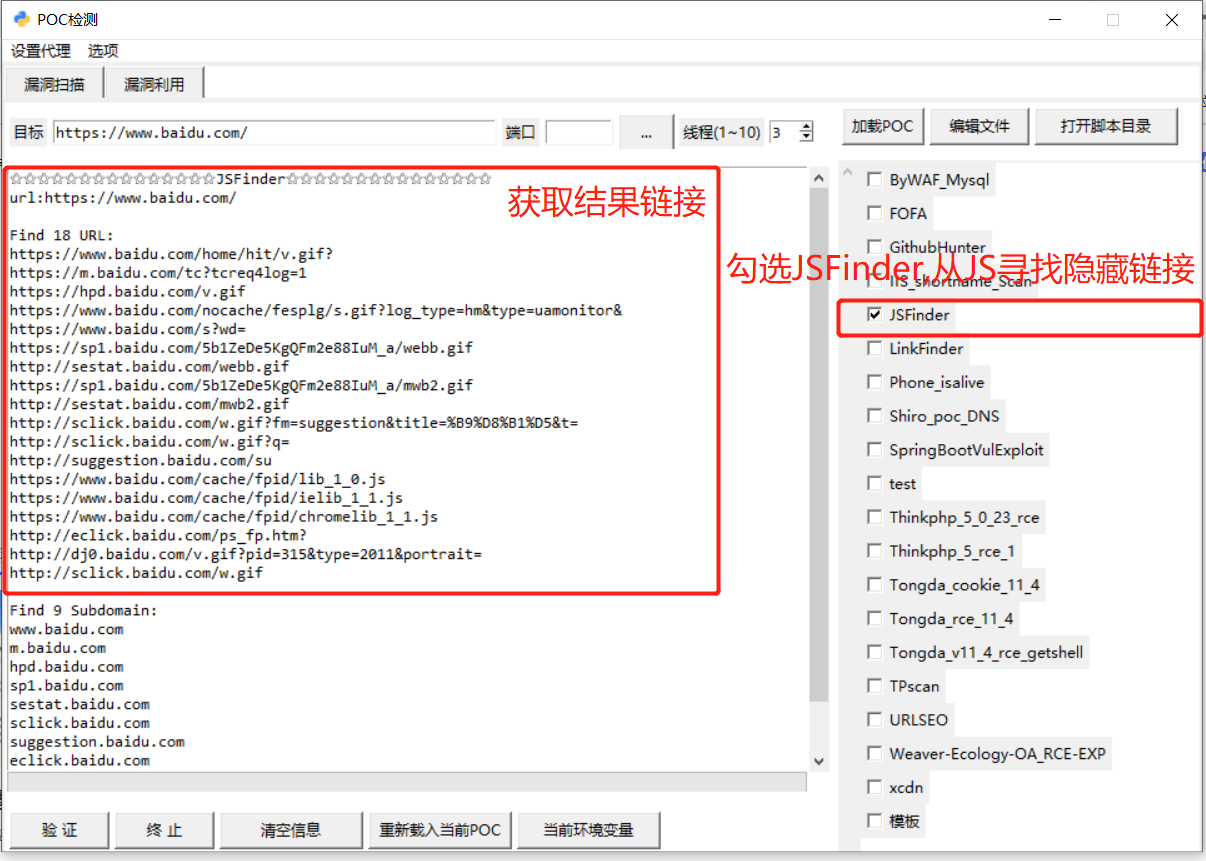 POC检测
设置代理 选项
漏洞扫描 漏洞利用
目标 https://www.baidu.com/ 端口 ... 线程(1~10) 3 加载POC 编辑文件 打开脚本目录
☆☆☆☆☆☆☆☆☆☆☆☆☆☆☆JSFinder☆☆☆☆☆☆☆☆☆☆☆☆☆☆☆
url:https://www.baidu.com/
获取结果链接
Find 18 URL:
https://www.baidu.com/home/hit/v.gif?
https://m.baidu.com/tc?tcreq4log=1
https://hpd.baidu.com/v.gif
https://www.baidu.com/nocache/fesplg/s.gif?log_type=hm&type=uamonitor&
https://www.baidu.com/s?wd=
https://sp1.baidu.com/5b1ZeDe5KgQFm2e88IuM_a/webb.gif
http://sestat.baidu.com/webb.gif
https://sp1.baidu.com/5b1ZeDe5KgQFm2e88IuM_a/mwb2.gif
http://sestat.baidu.com/mwb2.gif
http://sclick.baidu.com/w.gif?fm=suggestion&title=%B9%D8%B1%D5&t=
http://sclick.baidu.com/w.gif?q=
http://suggestion.baidu.com/su
https://www.baidu.com/cache/fpid/lib_1_0.js
https://www.baidu.com/cache/fpid/ielib_1_1.js
https://www.baidu.com/cache/fpid/chromelib_1_1.js
http://eclick.baidu.com/ps_fp.htm?
http://dj0.baidu.com/v.gif?pid=315&type=2011&portrait=
http://sclick.baidu.com/w.gif
Find 9 Subdomain:
www.baidu.com
m.baidu.com
hpd.baidu.com
sp1.baidu.com
sestat.baidu.com
sclick.baidu.com
suggestion.baidu.com
eclick.baidu.com
ByWAF_Mysql
FOFA
GithubHunter
勾选JSFinder,从JS寻找隐藏链接
IIS_shortname_Scan
JSFinder
LinkFinder
Phone_isalive
Shiro_poc_DNS
SpringBootVulExploit
test
Thinkphp_5_0_23_rce
Thinkphp_5_rce_1
Tongda_cookie_11_4
Tongda_rce_11_4
Tongda_v11_4_rce_getshell
TPscan
URLSEO
Weaver-Ecology-OA_RCE-EXP
xcdn
模板
验 证 终 止 清空信息 重新载入当前POC 当前环境变量